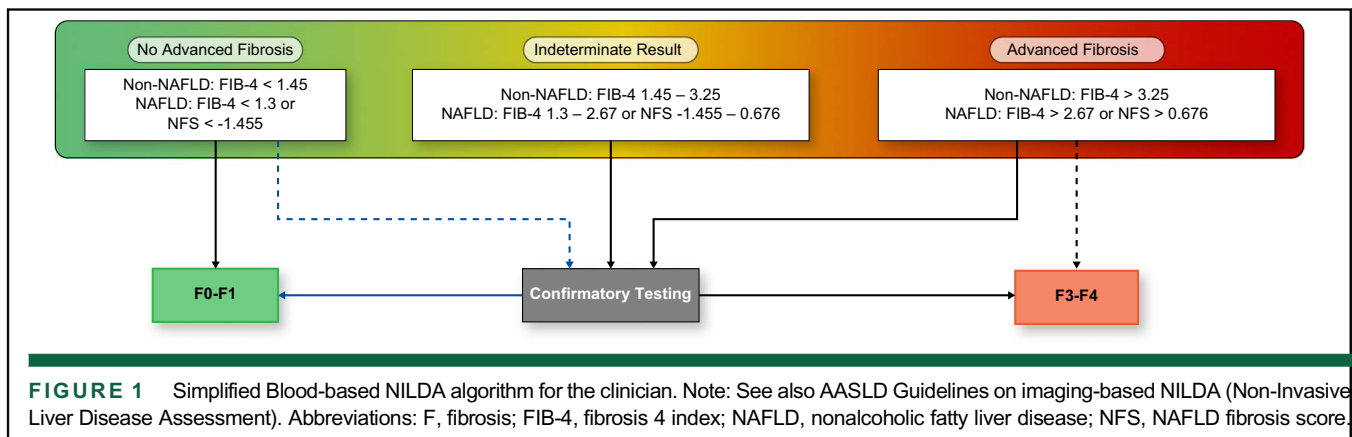 No Advanced Fibrosis
Indeterminate Result
Advanced Fibrosis
Non-NAFLD: FIB-4 < 1.45
NAFLD: FIB-4 < 1.3 or
NFS < -1.455
Non-NAFLD: FIB-4 1.45 – 3.25
NAFLD: FIB-4 1.3 – 2.67 or NFS -1.455 – 0.676
Non-NAFLD: FIB-4 > 3.25
NAFLD: FIB-4 > 2.67 or NFS > 0.676
F0-F1
Confirmatory Testing
F3-F4
FIGURE 1 Simplified Blood-based NILDA algorithm for the clinician. Note: See also AASLD Guidelines on imaging-based NILDA (Non-Invasive
Liver Disease Assessment). Abbreviations: F, fibrosis; FIB-4, fibrosis 4 index; NAFLD, nonalcoholic fatty liver disease; NFS, NAFLD fibrosis score.